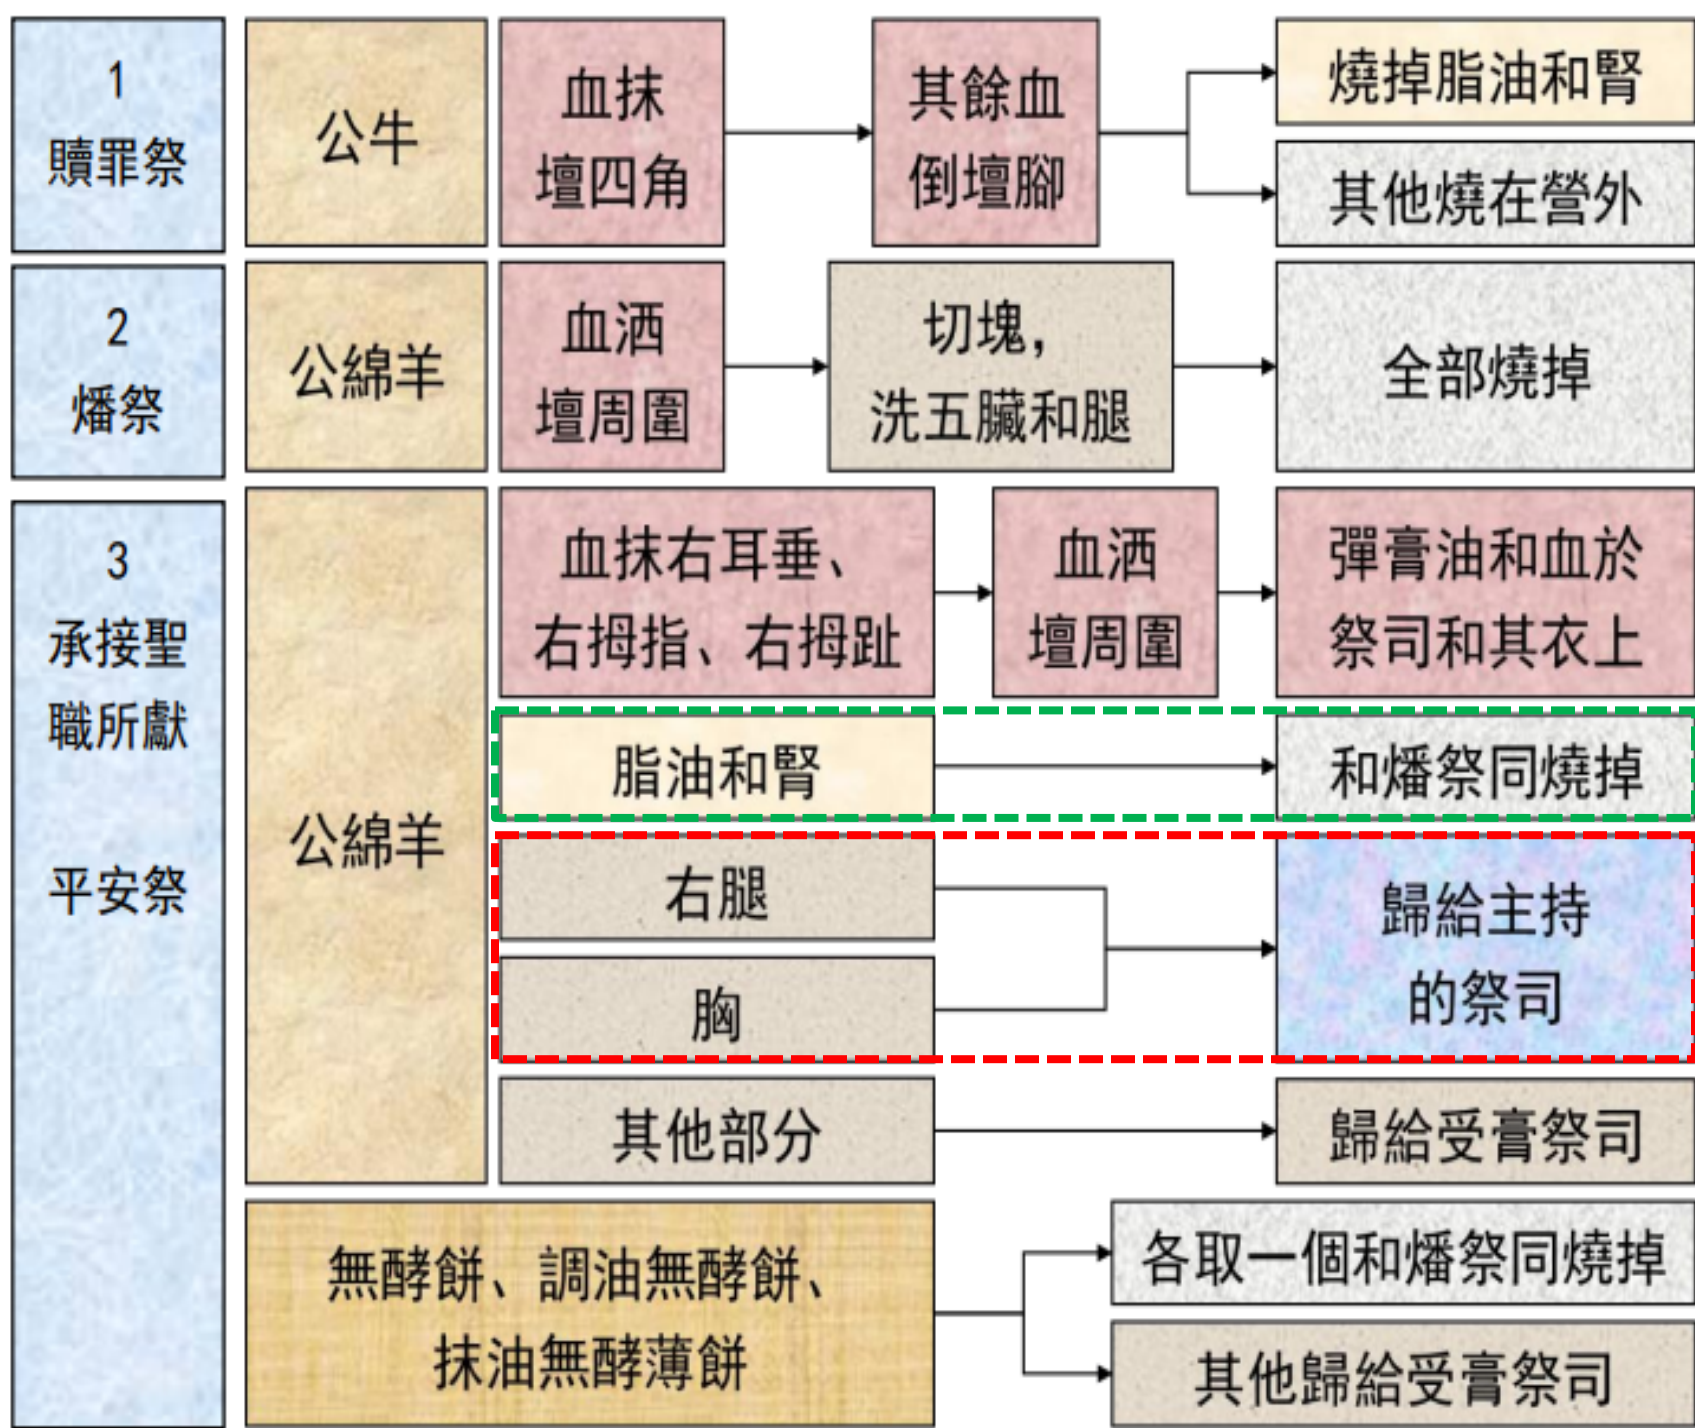 1
贖罪祭
公牛
血抹
壇四角
其餘血
倒壇腳
燒掉脂油和腎
其他燒在營外
2
燔祭
公綿羊
血洒
壇周圍
切塊，
洗五臟和腿
全部燒掉
3
承接聖
職所獻
平安祭
公綿羊
血抹右耳垂、
右拇指、右拇趾
血洒
壇周圍
彈膏油和血於
祭司和其衣上
脂油和腎
和燔祭同燒掉
右腿
胸
歸給主持
的祭司
其他部分
歸給受膏祭司
無酵餅、調油無酵餅、
抹油無酵薄餅
各取一個和燔祭同燒掉
其他歸給受膏祭司